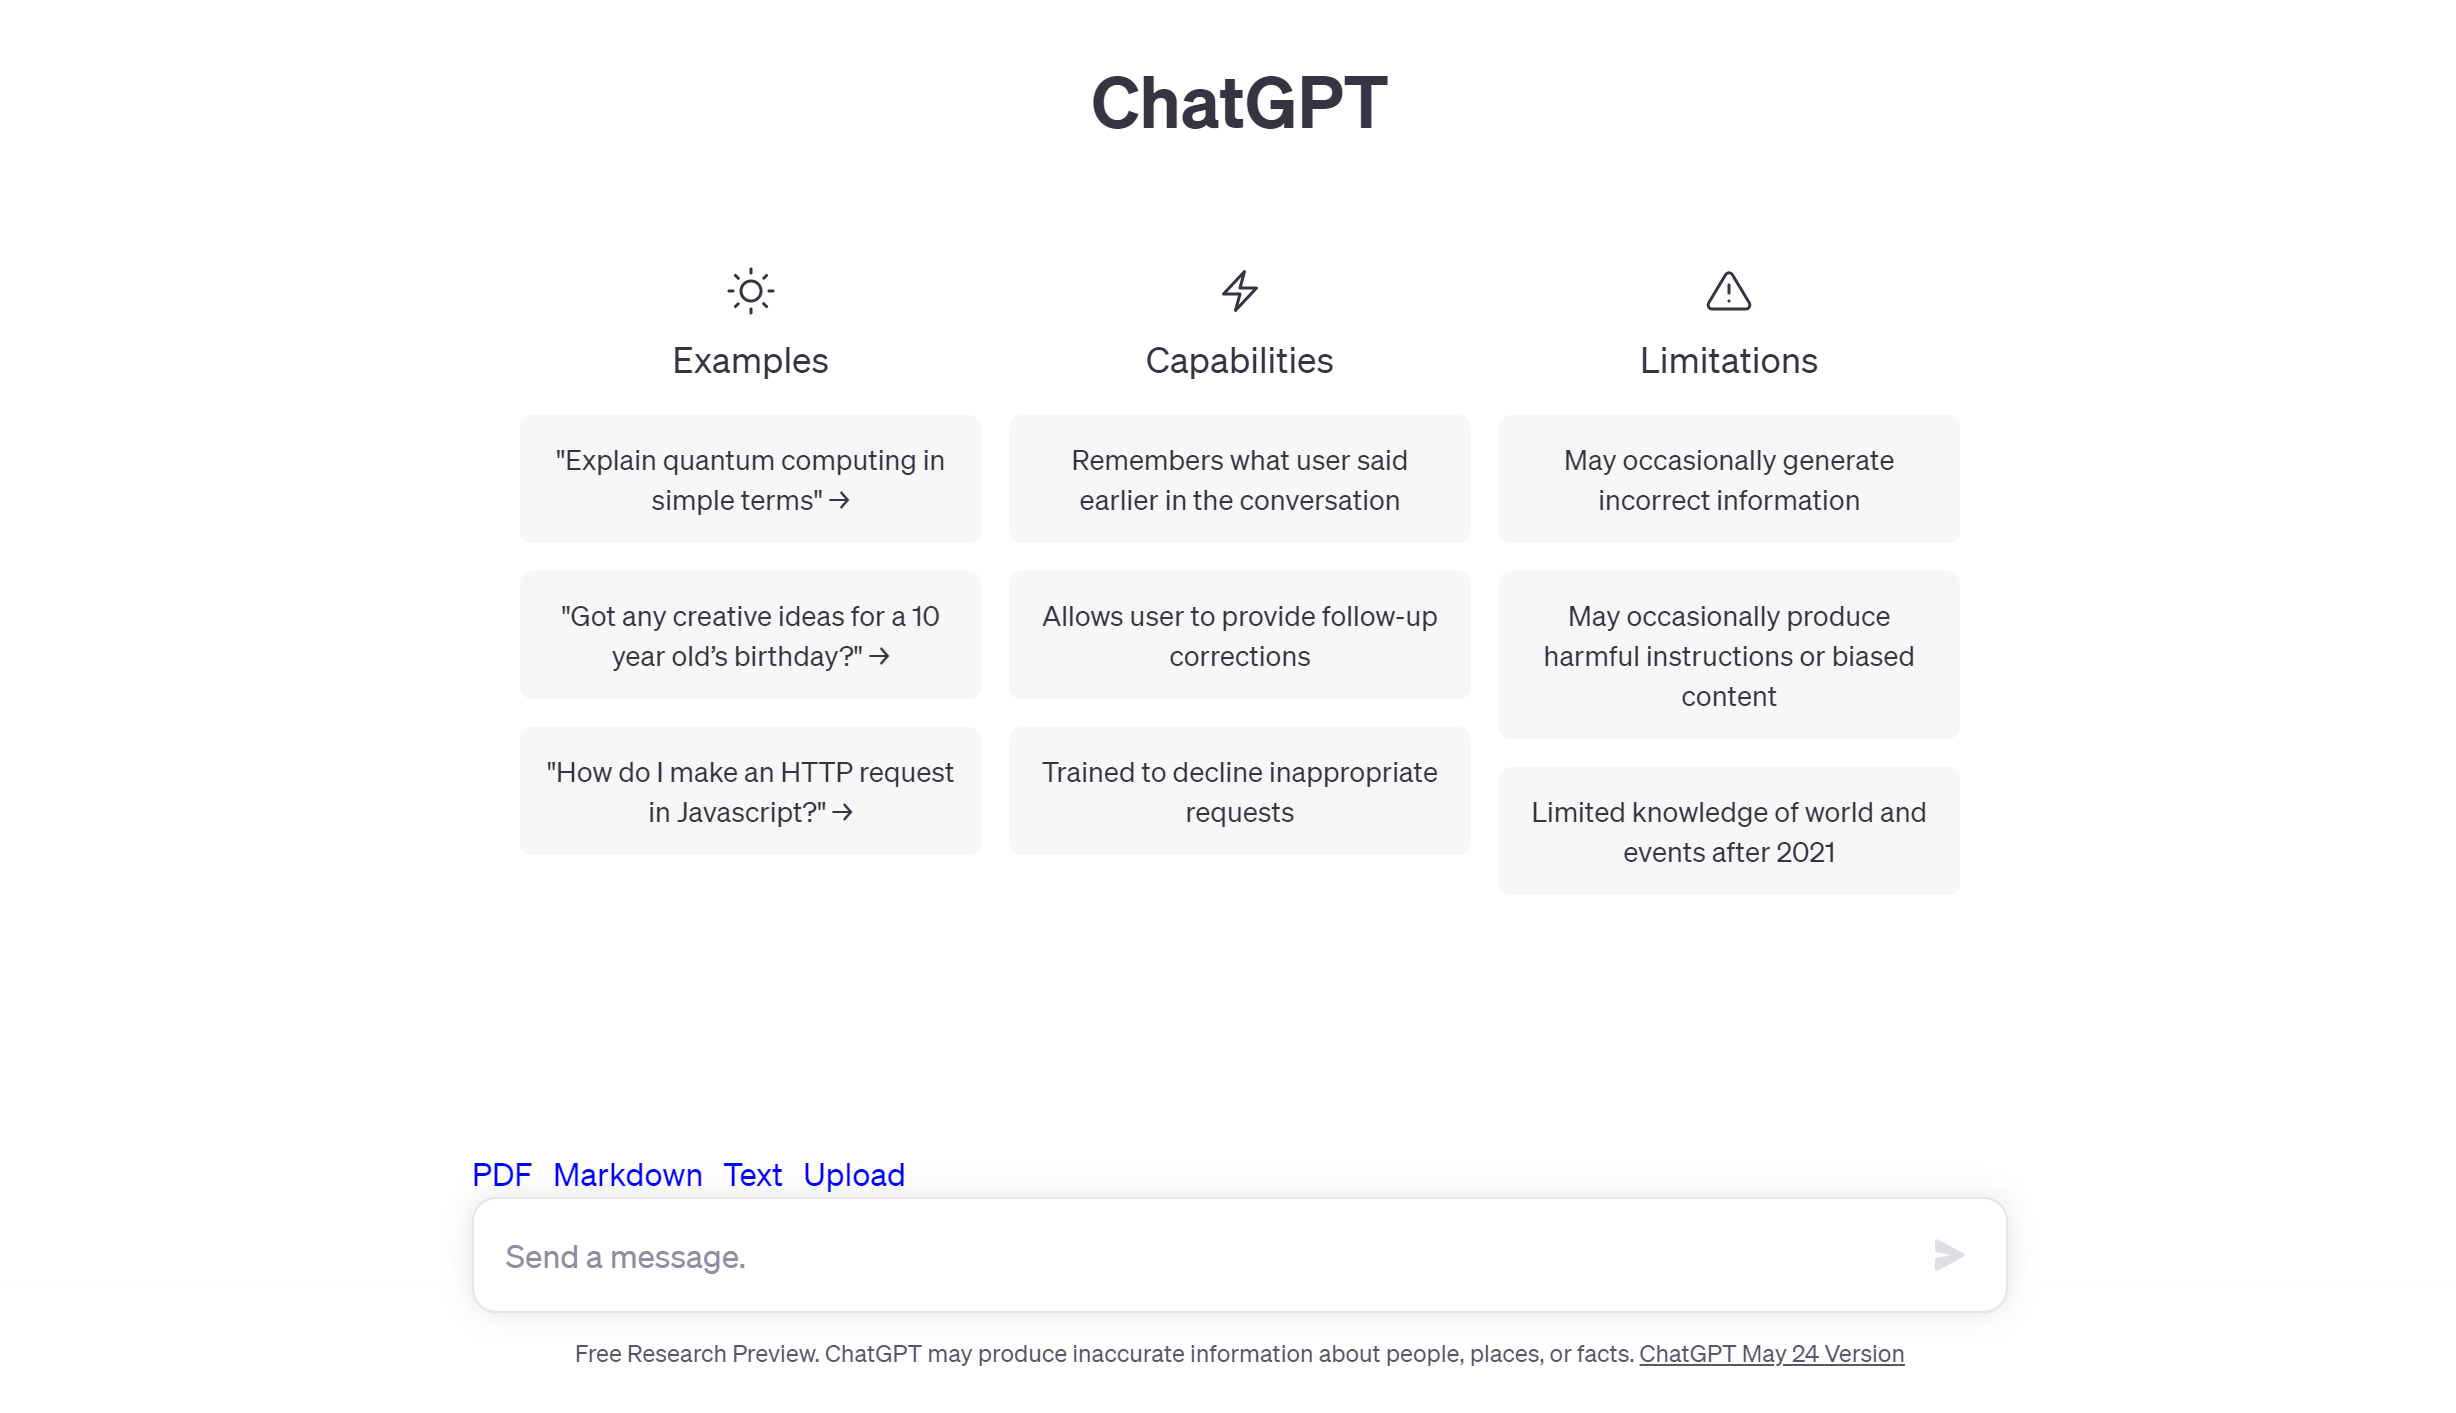 ChatGPT
Examples
"Explain quantum computing in
simple terms" →
"Got any creative ideas for a 10
year old’s birthday?" →
"How do I make an HTTP request
in Javascript?" →
Capabilities
Remembers what user said
earlier in the conversation
Allows user to provide follow-up
corrections
Trained to decline inappropriate
requests
Limitations
May occasionally generate
incorrect information
May occasionally produce
harmful instructions or biased
content
Limited knowledge of world and
events after 2021
PDF Markdown Text Upload
Send a message.
Free Research Preview. ChatGPT may produce inaccurate information about people, places, or facts. ChatGPT May 24 Version